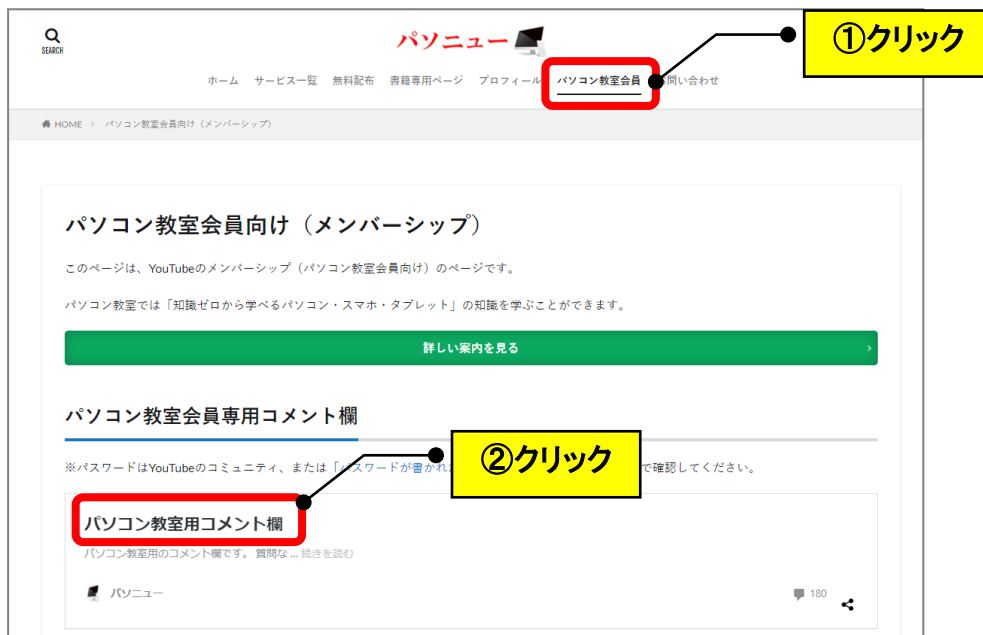 SEARCH
パソニュー
①クリック
ホーム サービス一覧 無料配布 書籍専用ページ プロフィール パソコン教室会員 問い合わせ
HOME > パソコン教室会員向け（メンバーシップ）
パソコン教室会員向け（メンバーシップ）
このページは、YouTubeのメンバーシップ（パソコン教室会員向け）のページです。
パソコン教室では「知識ゼロから学べるパソコン・スマホ・タブレット」の知識を学ぶことができます。
詳しい案内を見る
パソコン教室会員専用コメント欄
②クリック
※パスワードはYouTubeのコミュニティ、または「パスワードが書かれ で確認してください。
パソコン教室用コメント欄
パソコン教室用のコメント欄です。 質問な ... 続きを読む
パソニュー 180